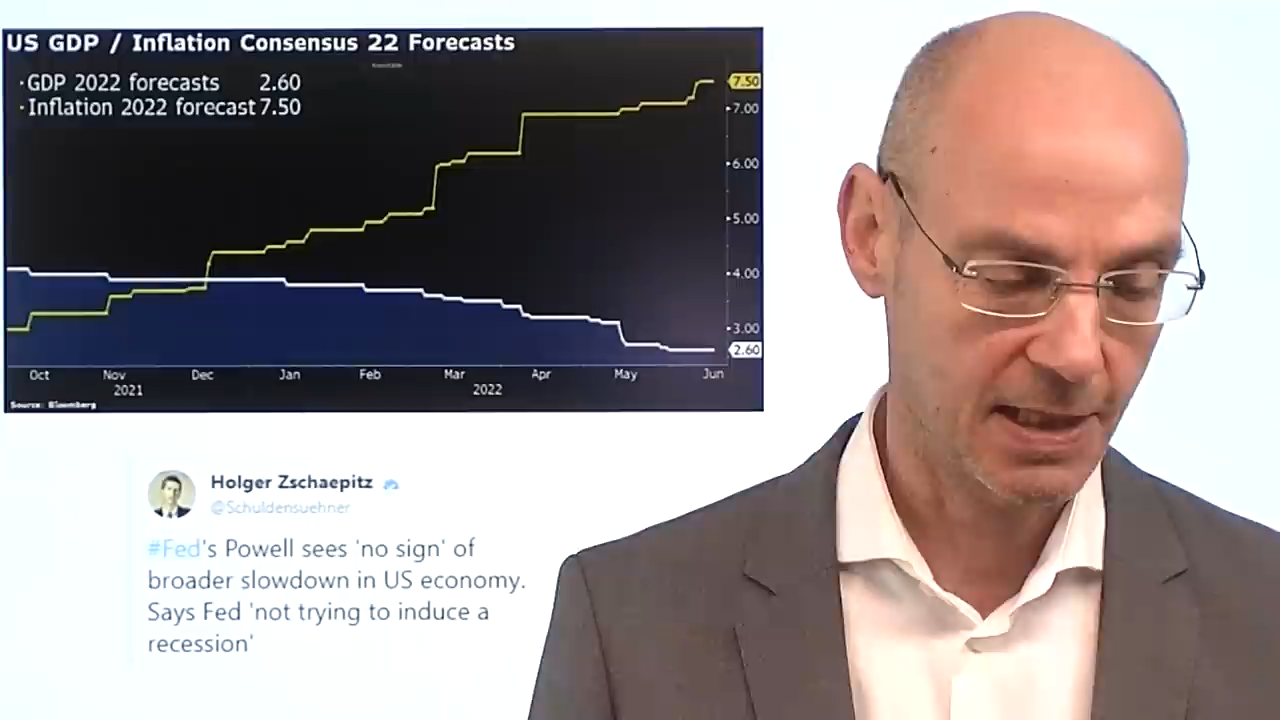 US GDP / Inflation Consensus 22 Forecasts
·GDP 2022 forecasts 2.60
·Inflation 2022 forecast 7.50
7.50
7.00
6.00
5.00
4.00
3.00
2.60
Oct Nov Dec Jan Feb Mar Apr May Jun
2021 2022
Source: Bloomberg
Holger Zschaepitz
@Schuldensuehner
#Fed's Powell sees 'no sign' of
broader slowdown in US economy.
Says Fed 'not trying to induce a
recession'